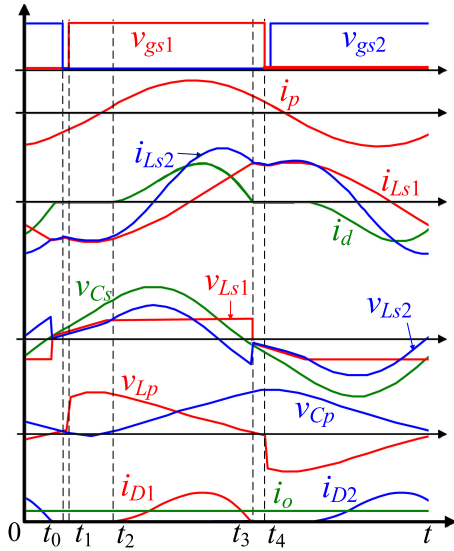 v_gs1 v_gs2
i_p
i_Ls2 i_Ls1
i_d
v_Cs v_Ls1 v_Ls2
v_Lp v_Cp
i_D1 i_o i_D2
0 t_0 t_1 t_2 t_3 t_4 t